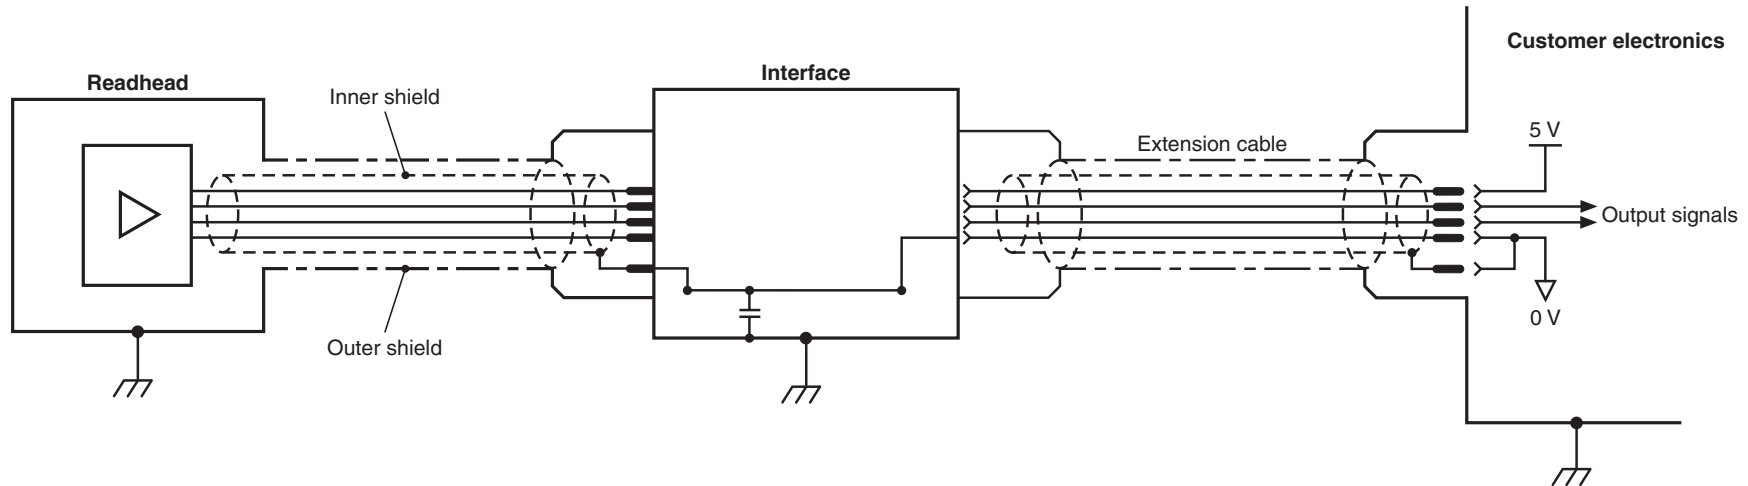 Customer electronics
Interface
Readhead
Inner shield
5 V
Extension cable
Output signals
0 V
Outer shield